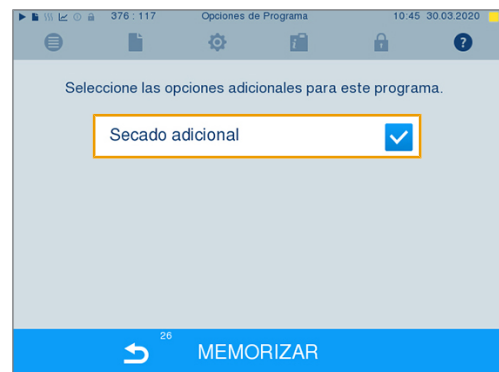 376 : 117 Opciones de Programa 10:45 30.03.2020
Seleccione las opciones adicionales para este programa.
Secado adicional
26
MEMORIZAR